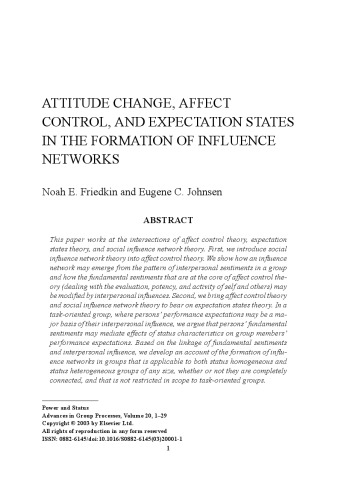 ATTITUDE CHANGE, AFFECT
CONTROL, AND EXPECTATION STATES
IN THE FORMATION OF INFLUENCE
NETWORKS
Noah E. Friedkin and Eugene C. Johnsen
ABSTRACT
This paper works at the intersections of affect control theory, expectation
states theory, and social influence network theory. First, we introduce social
influence network theory into affect control theory. We show how an influence
network may emerge from the pattern of interpersonal sentiments in a group
and how the fundamental sentiments that are at the core of affect control the-
ory (dealing with the evaluation, potency, and activity of self and others) may
be modified by interpersonal influences. Second, we bring affect control theory
and social influence network theory to bear on expectation states theory. In a
task-oriented group, where persons' performance expectations may be a ma-
jor basis of their interpersonal influence, we argue that persons' fundamental
sentiments may mediate effects of status characteristics on group members'
performance expectations. Based on the linkage of fundamental sentiments
and interpersonal influence, we develop an account of the formation of influ-
ence networks in groups that is applicable to both status homogeneous and
status heterogeneous groups of any size, whether or not they are completely
connected, and that is not restricted in scope to task-oriented groups.
Power and Status
Advances in Group Processes, Volume 20, 1–29
Copyright © 2003 by Elsevier Ltd.
All rights of reproduction in any form reserved
ISSN: 0882-6145/doi:10.1016/S0882-6145(03)20001-1
1